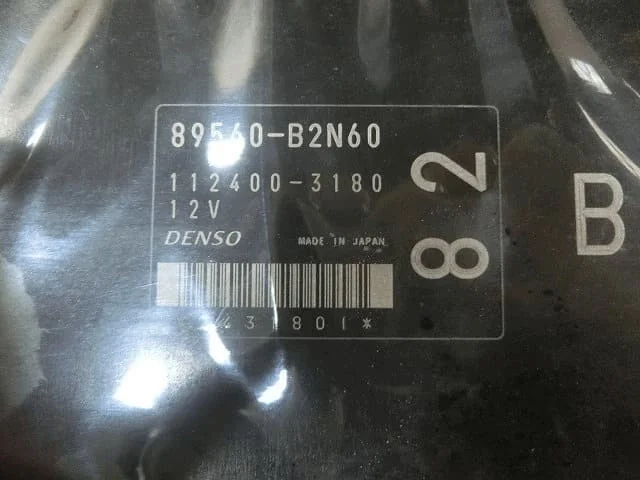 89560-B2N60
112400-3180
12V
DENSO MADE IN JAPAN
82
B